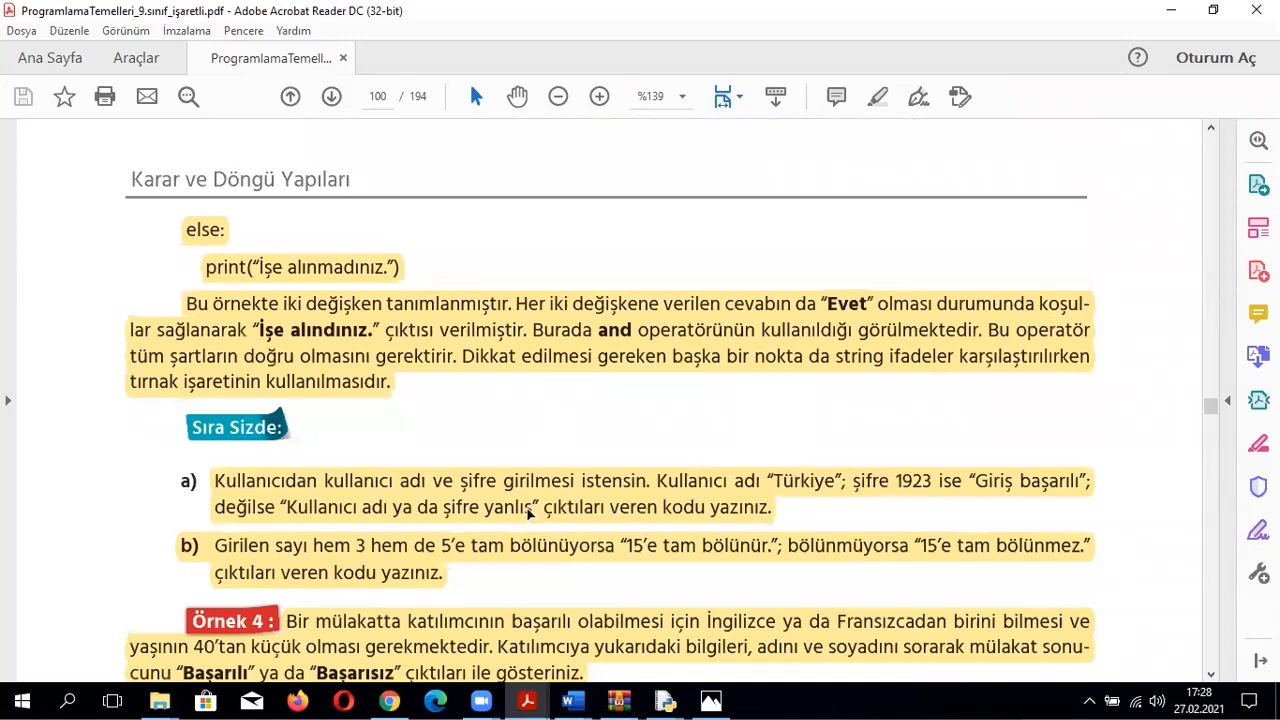 ProgramlamaTemelleri_9.sınıf_işaretli.pdf - Adobe Acrobat Reader DC (32-bit)
Dosya Düzenle Görünüm İmzalama Pencere Yardım
Ana Sayfa Araçlar ProgramlamaTemell... Oturum Aç
100 / 194 %139
Karar ve Döngü Yapıları
else:
print(“İşe alınmadınız.”)
Bu örnekte iki değişken tanımlanmıştır. Her iki değişkene verilen cevabın da “Evet” olması durumunda koşul-
lar sağlanarak “İşe alındınız.” çıktısı verilmiştir. Burada and operatörünün kullanıldığı görülmektedir. Bu operatör
tüm şartların doğru olmasını gerektirir. Dikkat edilmesi gereken başka bir nokta da string ifadeler karşılaştırılırken
tırnak işaretinin kullanılmasıdır.
Sıra Sizde:
a) Kullanıcıdan kullanıcı adı ve şifre girilmesi istensin. Kullanıcı adı “Türkiye”; şifre 1923 ise “Giriş başarılı”;
değilse “Kullanıcı adı ya da şifre yanlış” çıktıları veren kodu yazınız.
b) Girilen sayı hem 3 hem de 5’e tam bölünüyorsa “15’e tam bölünür.”; bölünmüyorsa “15’e tam bölünmez.”
çıktıları veren kodu yazınız.
Örnek 4 : Bir mülakatta katılımcının başarılı olabilmesi için İngilizce ya da Fransızcadan birini bilmesi ve
yaşının 40’tan küçük olması gerekmektedir. Katılımcıya yukarıdaki bilgileri, adını ve soyadını sorarak mülakat sonu-
cunu “Başarılı” ya da “Başarısız” çıktıları ile gösteriniz.
17:28
27.02.2021